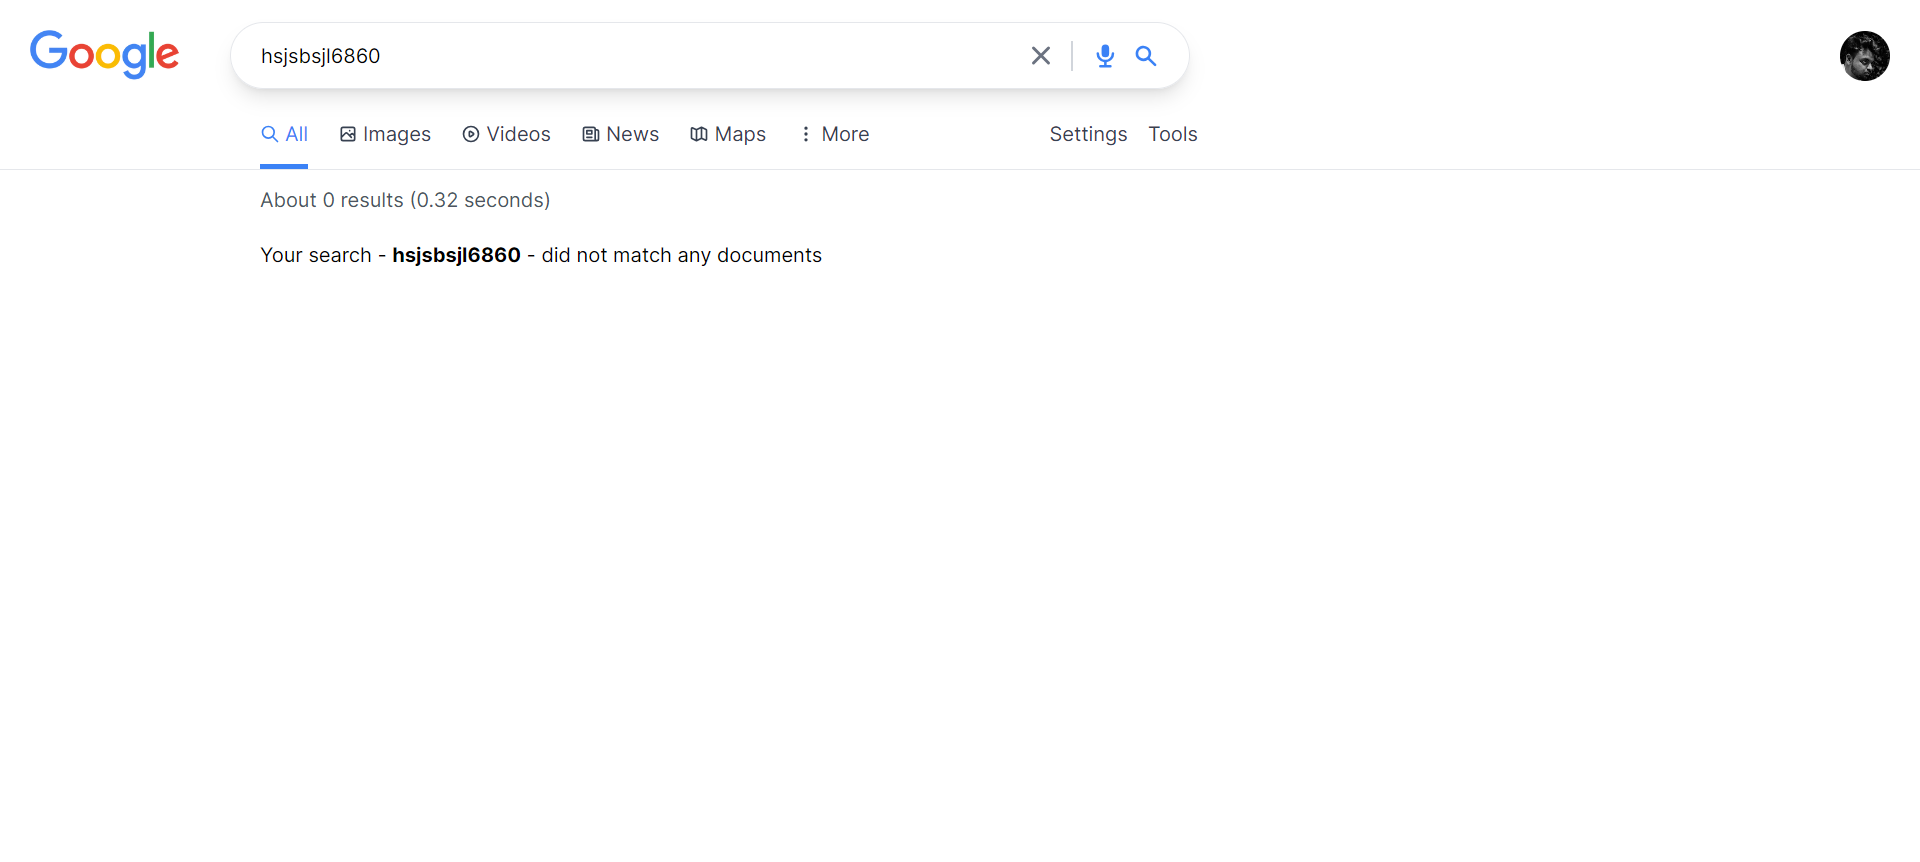 Google
hsjsbsjl6860
All Images Videos News Maps More Settings Tools
About 0 results (0.32 seconds)
Your search - hsjsbsjl6860 - did not match any documents